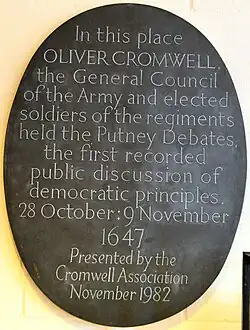 In this place
OLIVER CROMWELL,
the General Council
of the Army and elected
soldiers of the regiments
held the Putney Debates,
the first recorded
public discussion of
democratic principles.
28 October: 9 November
1647
Presented by the
Cromwell Association
November 1982